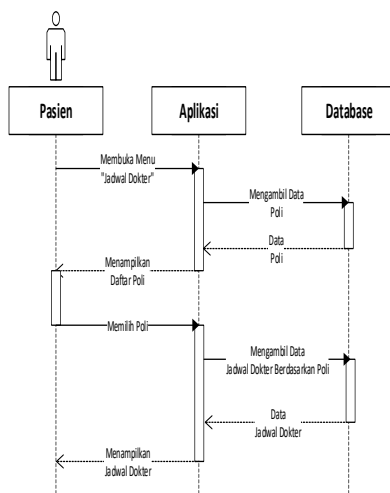 Pasien
Aplikasi
Database
Membuka Menu
"Jadwal Dokter"
Mengambil Data
Poli
Data
Poli
Menampilkan
Daftar Poli
Memilih Poli
Mengambil Data
Jadwal Dokter Berdasarkan Poli
Data
Jadwal Dokter
Menampilkan
Jadwal Dokter